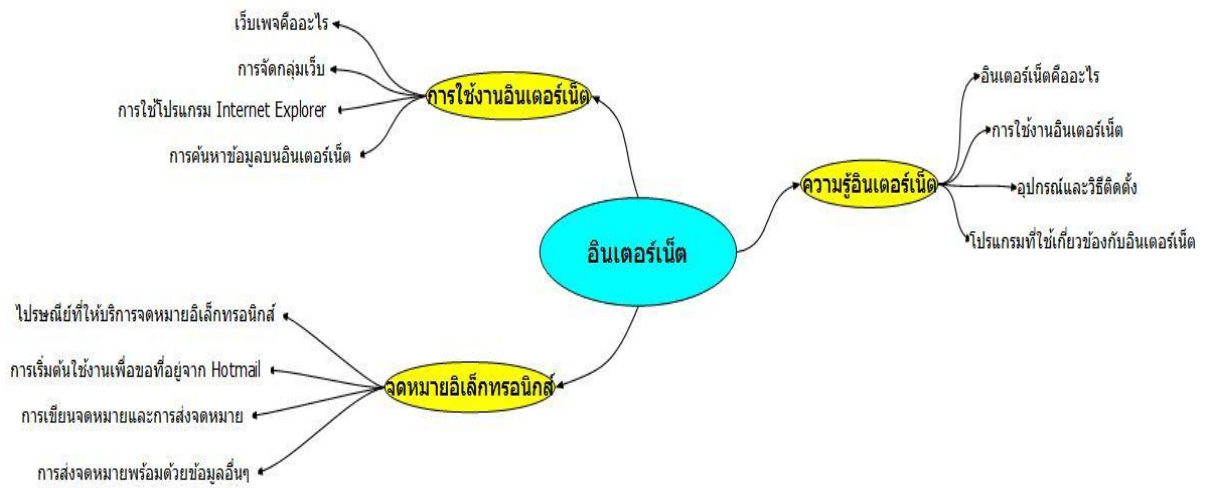 เว็บเพจคืออะไร
การจัดกลุ่มเว็บ
การใช้โปรแกรม Internet Explorer
การค้นหาข้อมูลบนอินเตอร์เน็ต
การใช้งานอินเตอร์เน็ต
อินเตอร์เน็ตคืออะไร
การใช้งานอินเตอร์เน็ต
อุปกรณ์และวิธีติดตั้ง
โปรแกรมที่ใช้เกี่ยวข้องกับอินเตอร์เน็ต
ความรู้อินเตอร์เน็ต
อินเตอร์เน็ต
ไปรษณีย์ที่ให้บริการจดหมายอิเล็กทรอนิกส์
การเริ่มต้นใช้งานเพื่อขอที่อยู่จาก Hotmail
การเขียนจดหมายและการส่งจดหมาย
การส่งจดหมายพร้อมด้วยข้อมูลอื่นๆ
จดหมายอิเล็กทรอนิกส์